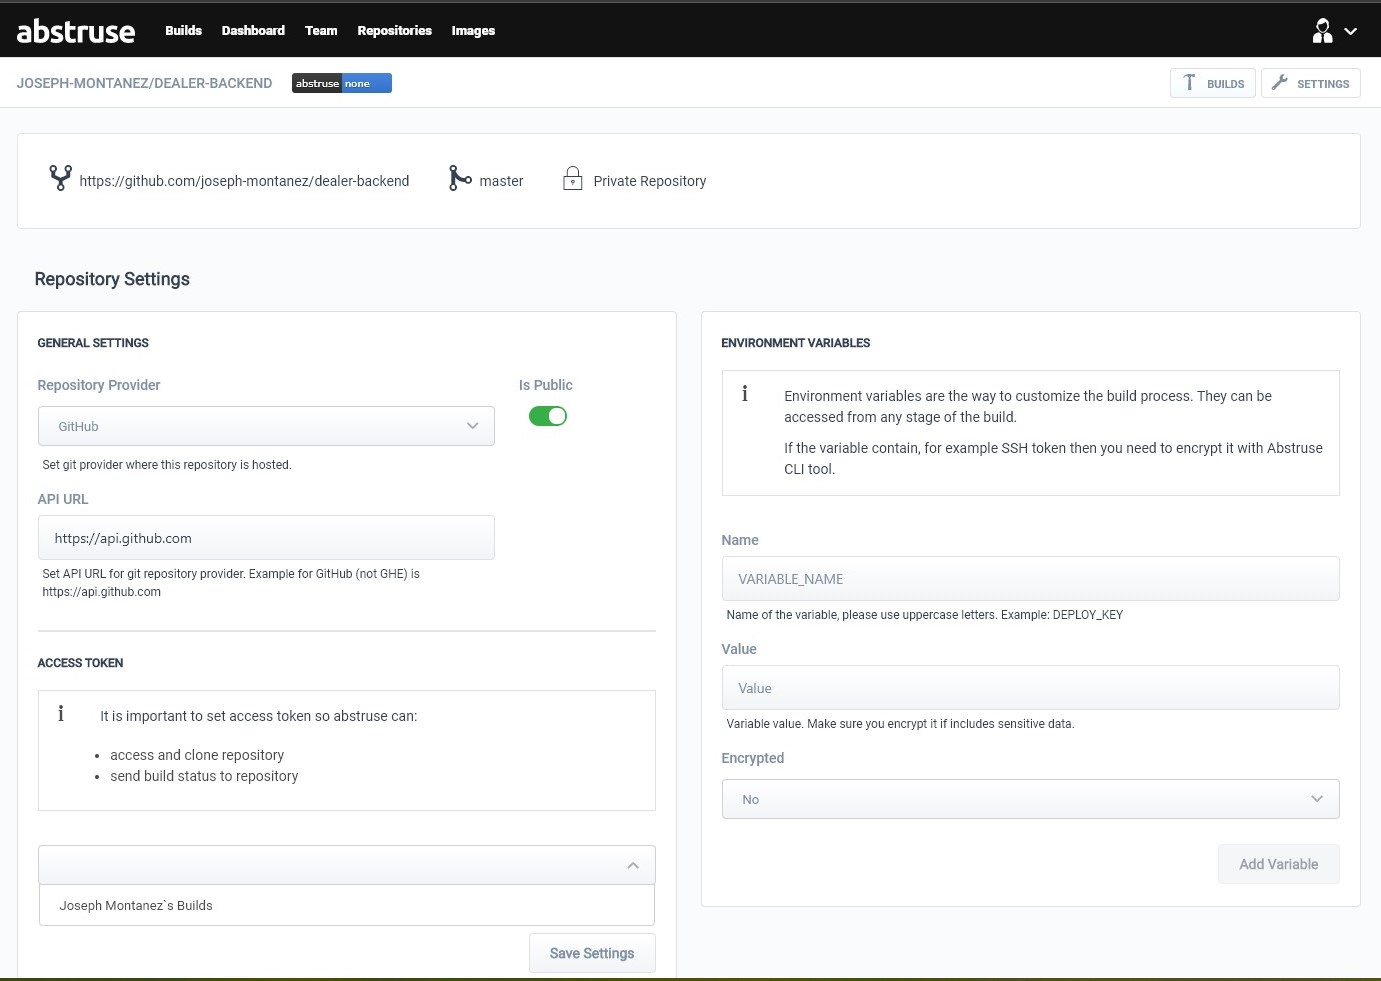 abstruse Builds Dashboard Team Repositories Images
JOSEPH-MONTANEZ/DEALER-BACKEND abstruse none BUILDS SETTINGS
https://github.com/joseph-montanez/dealer-backend master Private Repository
Repository Settings
GENERAL SETTINGS
Repository Provider Is Public
GitHub
Set git provider where this repository is hosted.
API URL
https://api.github.com
Set API URL for git repository provider. Example for GitHub (not GHE) is
https://api.github.com
ACCESS TOKEN
i It is important to set access token so abstruse can:
• access and clone repository
• send build status to repository
Joseph Montanez`s Builds
Save Settings
ENVIRONMENT VARIABLES
i Environment variables are the way to customize the build process. They can be
accessed from any stage of the build.
If the variable contain, for example SSH token then you need to encrypt it with Abstruse
CLI tool.
Name
VARIABLE_NAME
Name of the variable, please use uppercase letters. Example: DEPLOY_KEY
Value
Value
Variable value. Make sure you encrypt it if includes sensitive data.
Encrypted
No
Add Variable